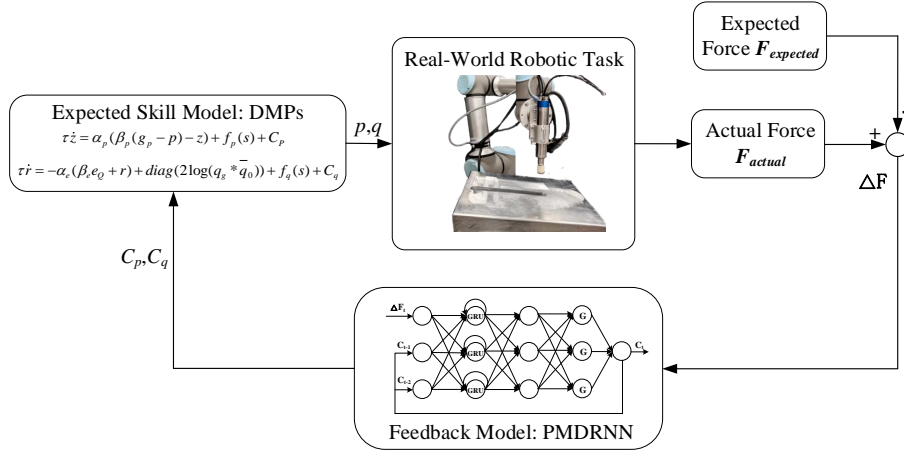 Expected
Force F_expected
-
Real-World Robotic Task
Expected Skill Model: DMPs
τż = α_p(β_p(g_p − p) − z) + f_p(s) + C_P
τṙ = −α_e(β_e e_Q + r) + diag(2log(q_g * q̄_0)) + f_q(s) + C_q
p,q
Actual Force
F_actual
+
ΔF
C_p,C_q
ΔF_t
C_t-1
C_t-2
GRU
GRU
GRU
G
G
G
C_t
Feedback Model: PMDRNN